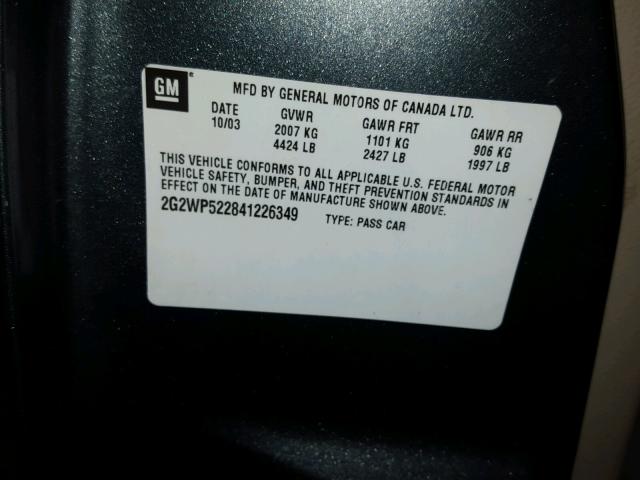 GM
MFD BY GENERAL MOTORS OF CANADA LTD.
DATE GVWR GAWR FRT GAWR RR
10/03 2007 KG 1101 KG 906 KG
4424 LB 2427 LB 1997 LB
THIS VEHICLE CONFORMS TO ALL APPLICABLE U.S. FEDERAL MOTOR
VEHICLE SAFETY, BUMPER, AND THEFT PREVENTION STANDARDS IN
EFFECT ON THE DATE OF MANUFACTURE SHOWN ABOVE.
2G2WP522841226349 TYPE: PASS CAR